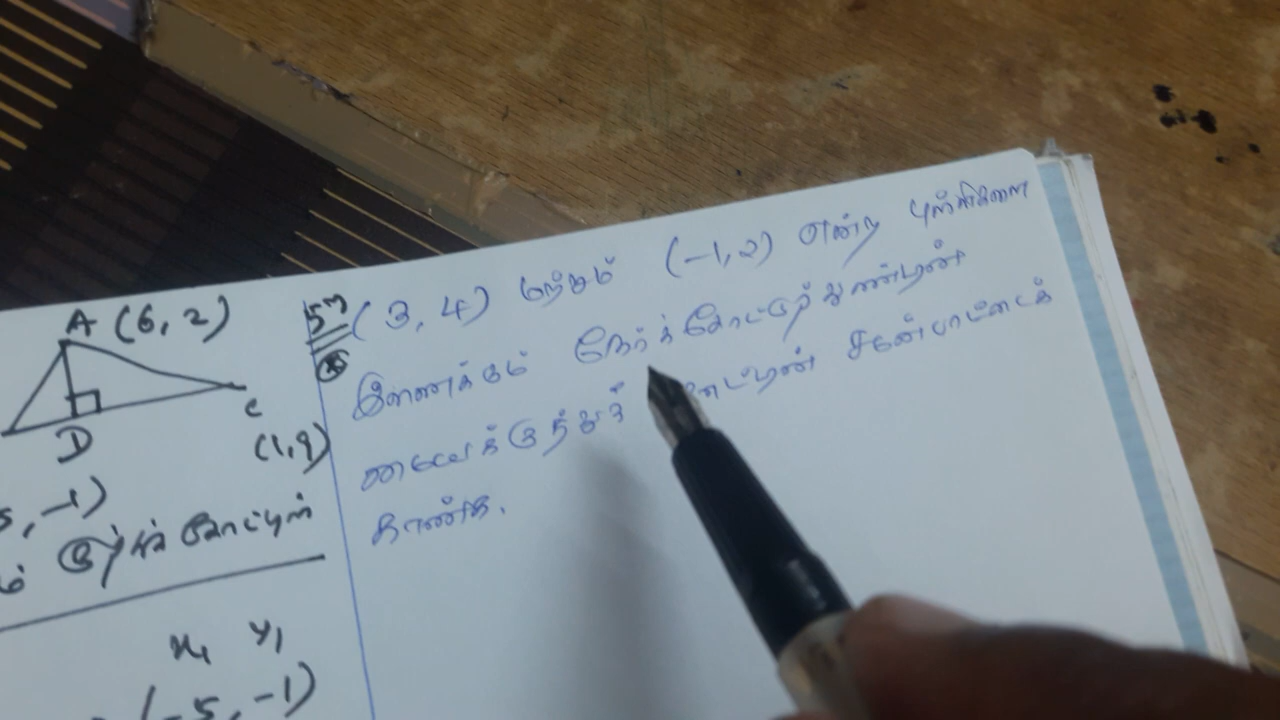 A (6, 2)
D
C
(1, 9)
5, -1)
கோட்டின்
x1 y1
(-5, -1)
5m (3, 4) மற்றும் (-1, 2) என்ற புள்ளிகளை
இணைக்கும் நேர்க்கோட்டுத்துண்டின்
மையக்குத்துக் கோட்டின் சமன்பாட்டைக்
காண்க.